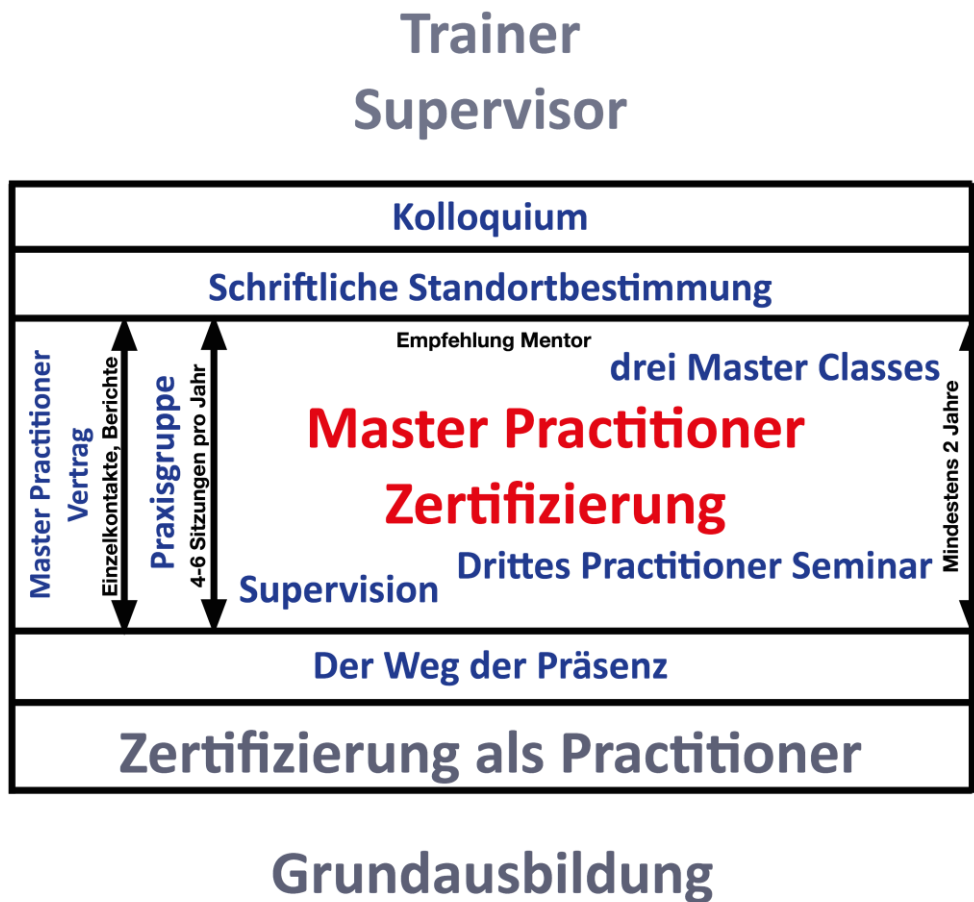 Trainer
Supervisor
Kolloquium
Schriftliche Standortbestimmung
Master Practitioner
Vertrag
Einzelkontakte, Berichte
Praxisgruppe
4-6 Sitzungen pro Jahr
Empfehlung Mentor
drei Master Classes
Master Practitioner
Zertifizierung
Drittes Practitioner Seminar
Supervision
Mindestens 2 Jahre
Der Weg der Präsenz
Zertifizierung als Practitioner
Grundausbildung